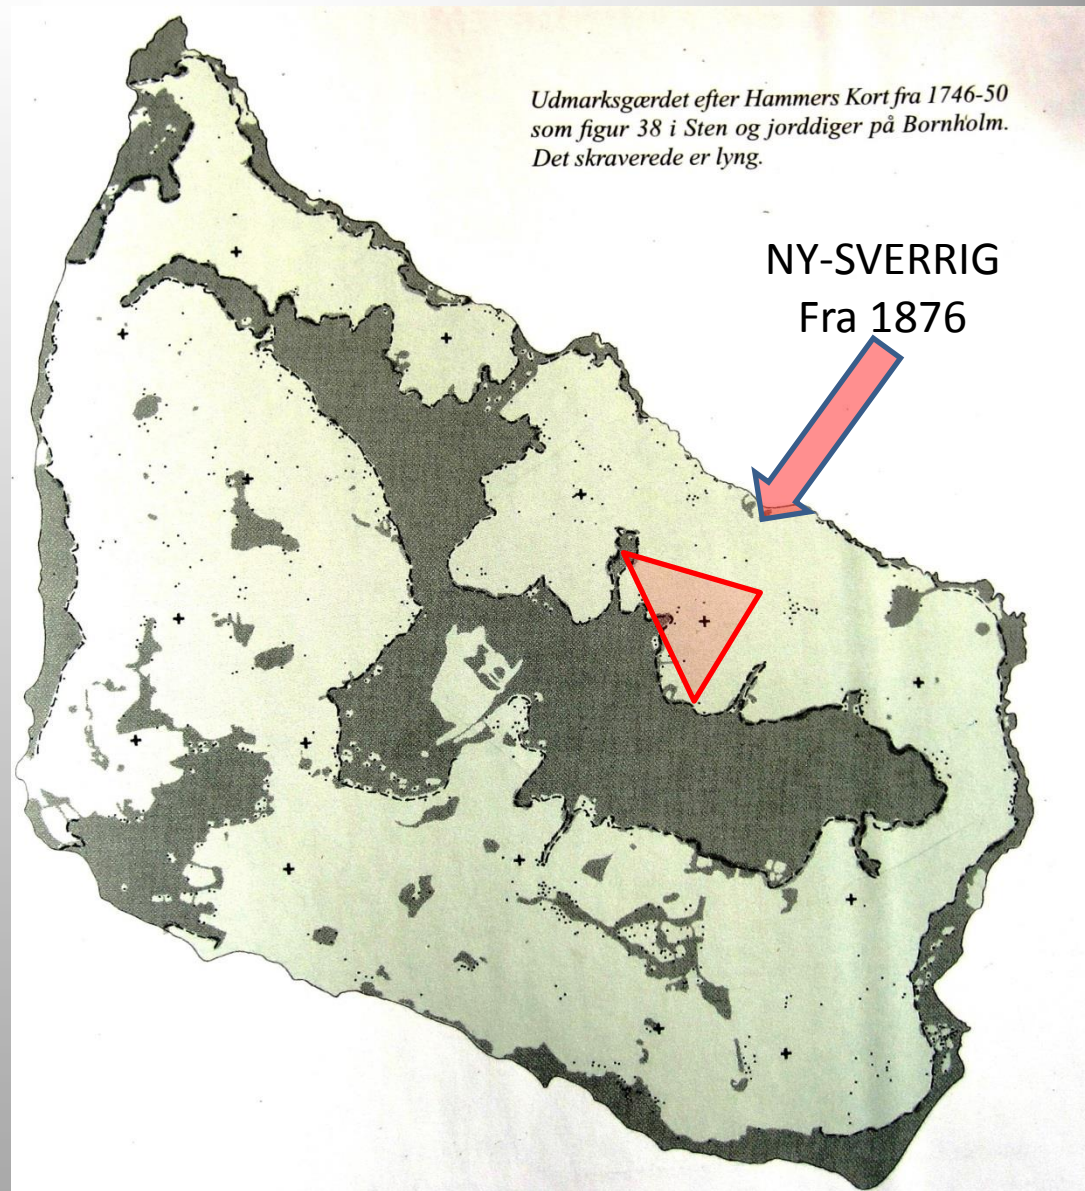 Udmarksgærdet efter Hammers Kort fra 1746-50
som figur 38 i Sten og jorddiger på Bornholm.
Det skraverede er lyng.
NY-SVERRIG
Fra 1876